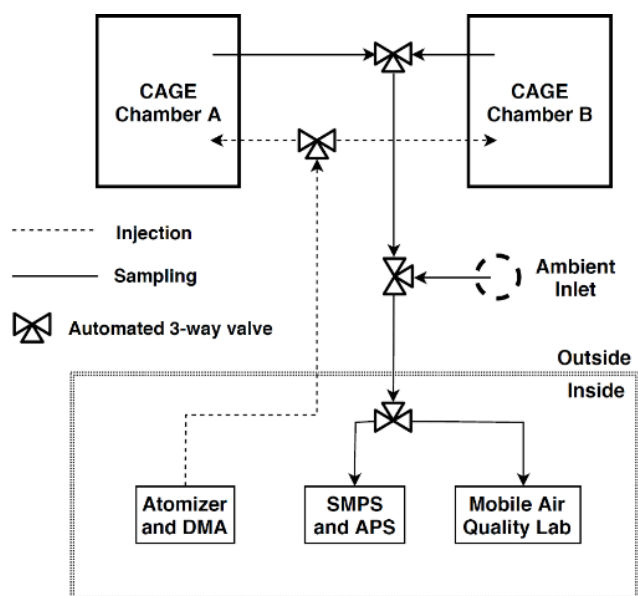 CAGE
Chamber A
CAGE
Chamber B
Injection
Sampling
Automated 3-way valve
Ambient
Inlet
Outside
Inside
Atomizer
and DMA
SMPS
and APS
Mobile Air
Quality Lab